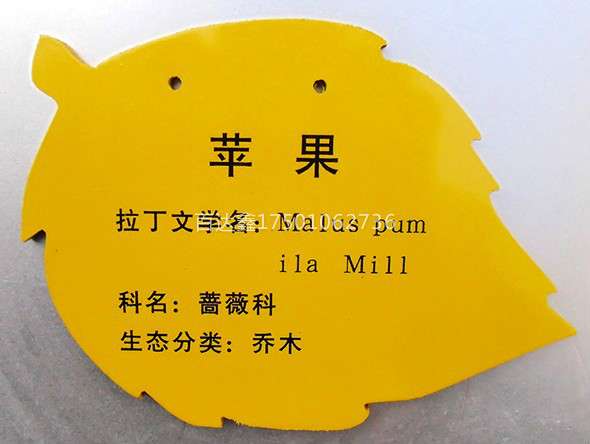 苹果
拉丁文学名：Malus pum
ila Mill
科名：蔷薇科
生态分类：乔木